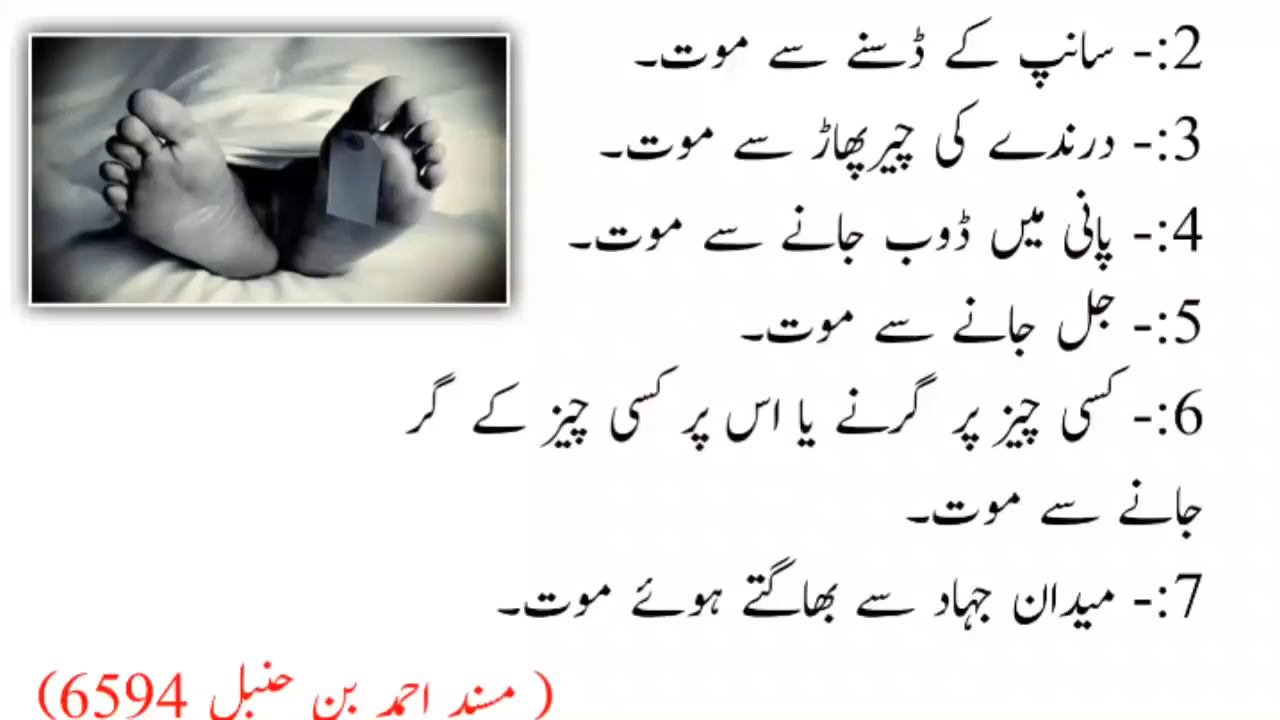 2:- سانپ کے ڈسنے سے موت۔
3:- درندے کی چیرپھاڑ سے موت۔
4:- پانی میں ڈوب جانے سے موت۔
5:- جل جانے سے موت۔
6:- کسی چیز پر گرنے یا اس پر کسی چیز کے گر
جانے سے موت۔
7:- میدان جہاد سے بھاگتے ہوئے موت۔
( مسند احمد بن حنبل 6594)